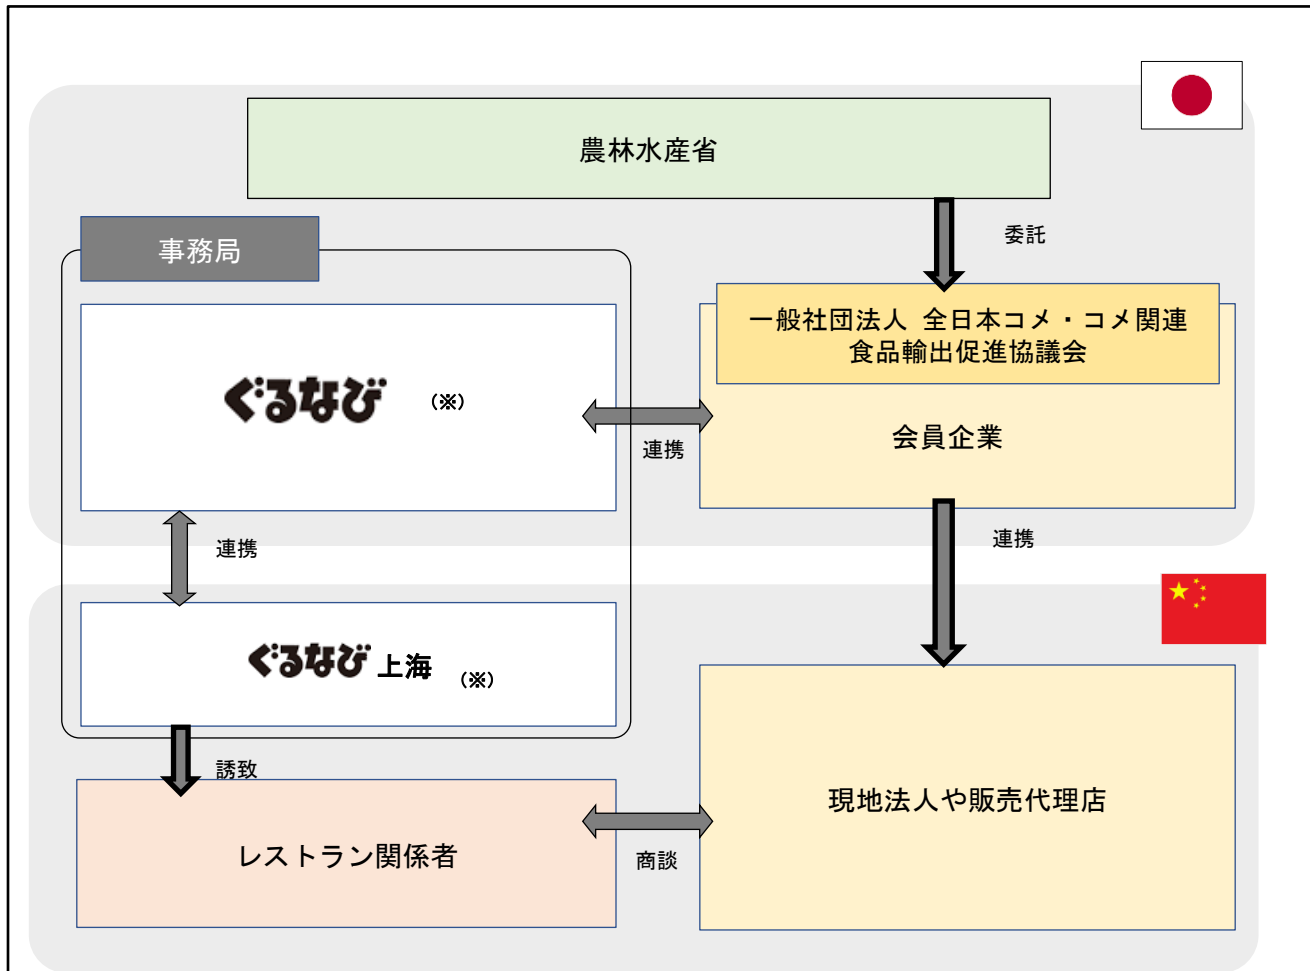 農林水産省
委託
事務局
一般社団法人 全日本コメ・コメ関連
食品輸出促進協議会
ぐるなび (※)
連携
会員企業
連携
連携
ぐるなび 上海 (※)
誘致
現地法人や販売代理店
レストラン関係者
商談